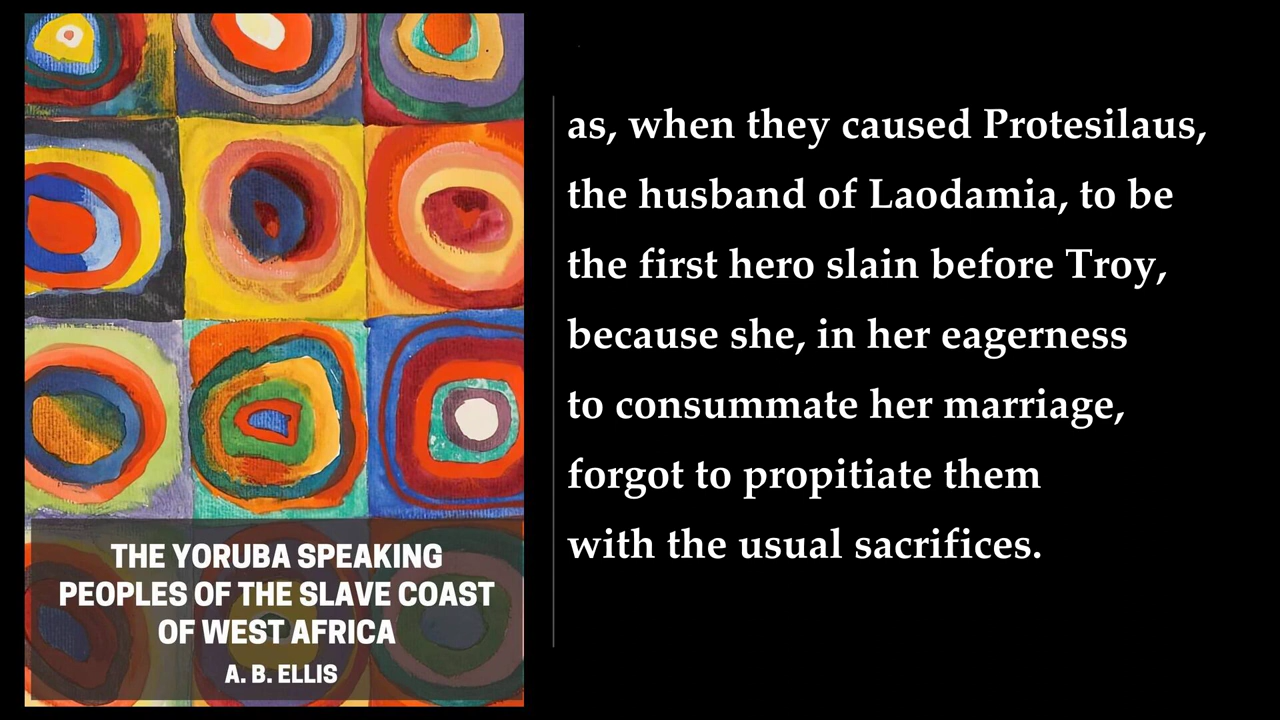 THE YORUBA SPEAKING
PEOPLES OF THE SLAVE COAST
OF WEST AFRICA
A. B. ELLIS
as, when they caused Protesilaus,
the husband of Laodamia, to be
the first hero slain before Troy,
because she, in her eagerness
to consummate her marriage,
forgot to propitiate them
with the usual sacrifices.